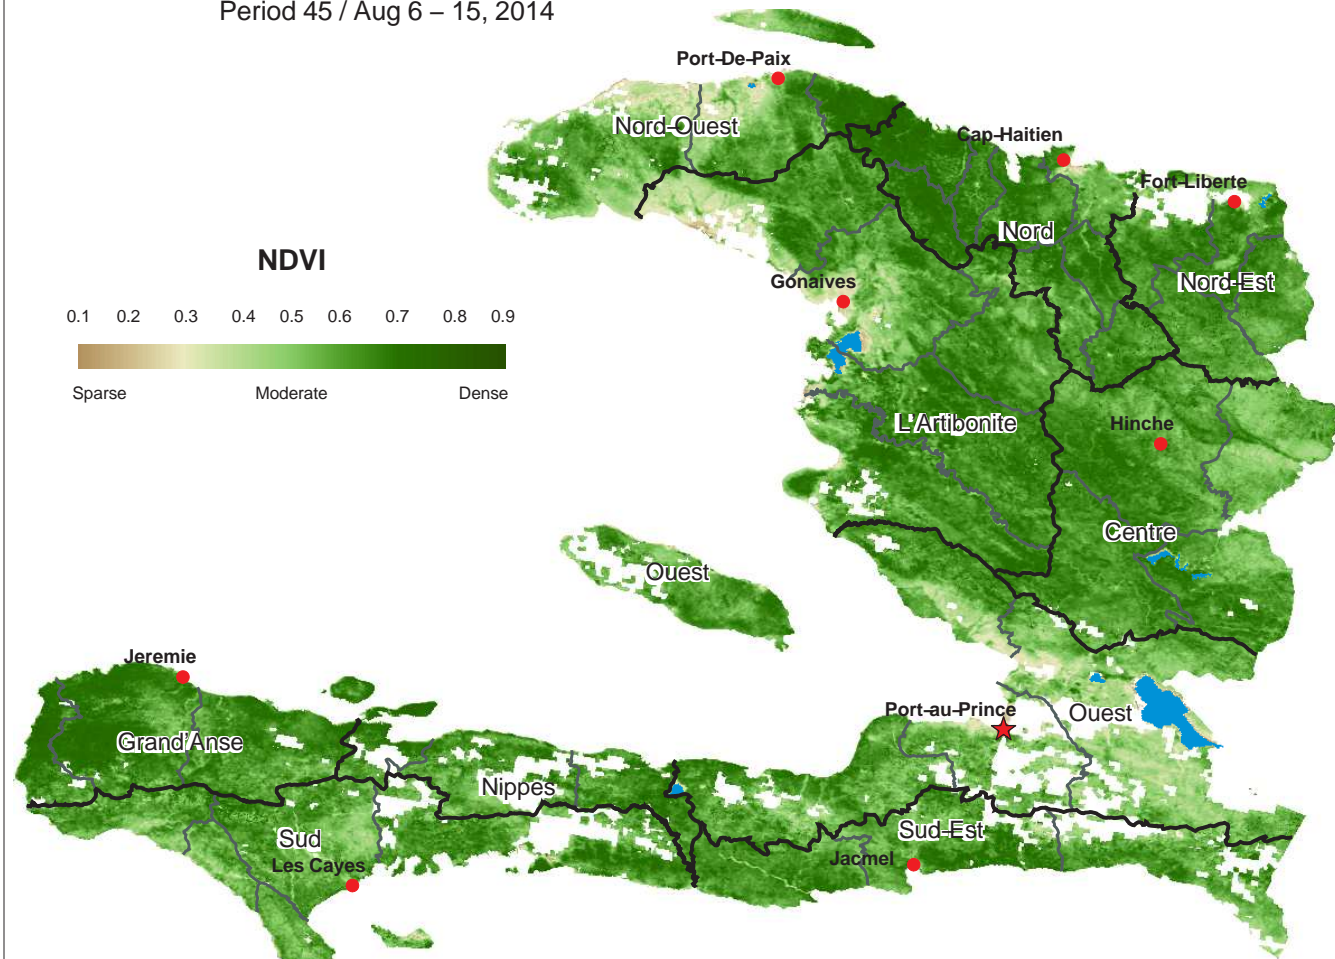 Period 45 / Aug 6 – 15, 2014
Port-De-Paix
Nord-Ouest
Cap-Haitien
Fort-Liberte
Nord
NDVI
Gonaives
Nord-Est
0.1 0.2 0.3 0.4 0.5 0.6 0.7 0.8 0.9
Sparse Moderate Dense
L'Artibonite
Hinche
Centre
Ouest
Jeremie
Port-au-Prince
Ouest
Grand'Anse
Nippes
Sud
Sud-Est
Les Cayes
Jacmel